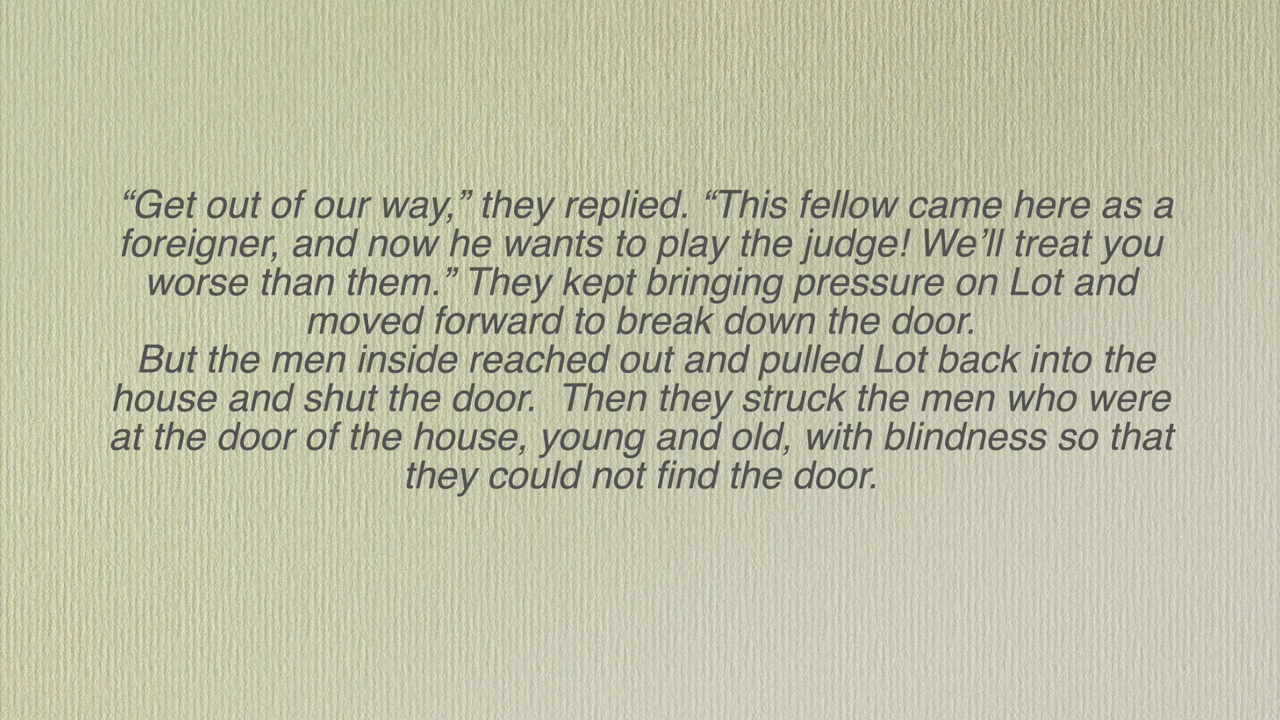 “Get out of our way,” they replied. “This fellow came here as a
foreigner, and now he wants to play the judge! We’ll treat you
worse than them.” They kept bringing pressure on Lot and
moved forward to break down the door.
But the men inside reached out and pulled Lot back into the
house and shut the door.  Then they struck the men who were
at the door of the house, young and old, with blindness so that
they could not find the door.